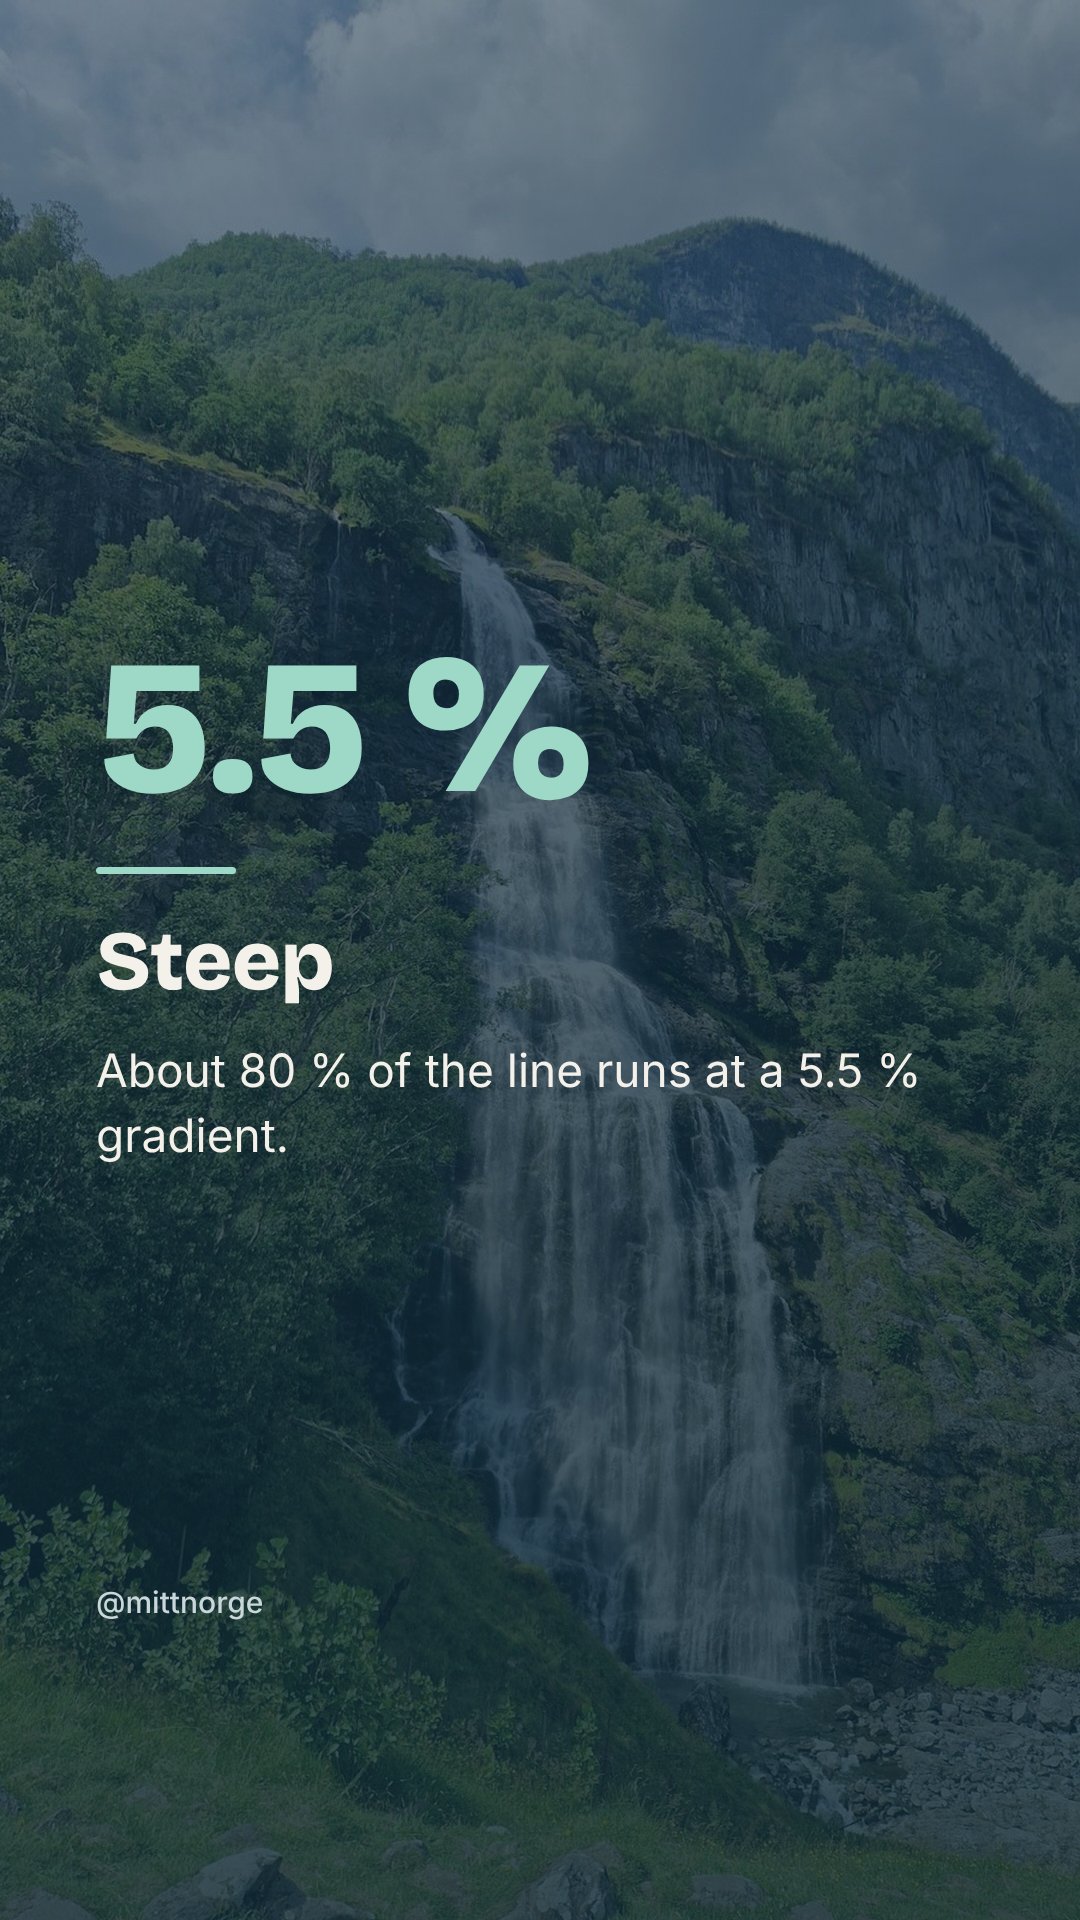 5.5 %
Steep
About 80 % of the line runs at a 5.5 %
gradient.
@mittnorge